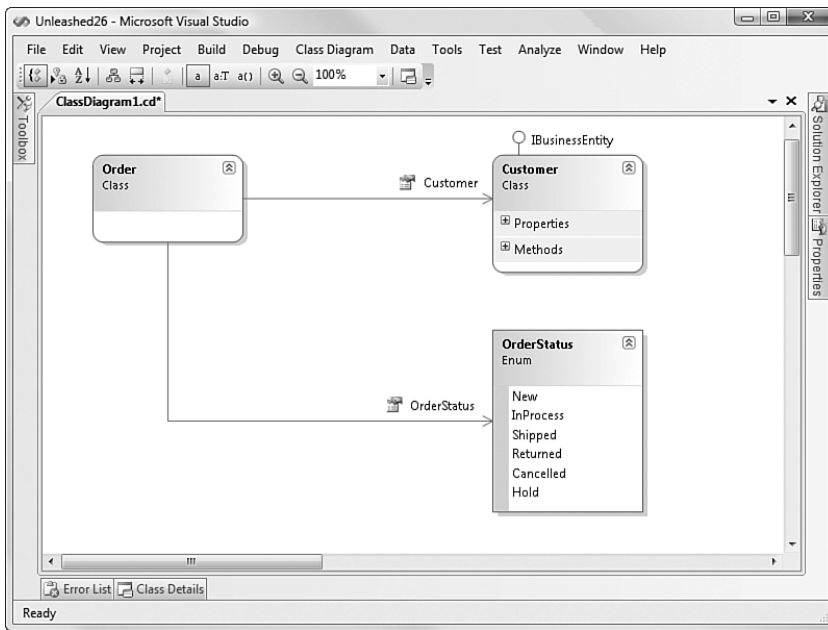 Unleashed26 - Microsoft Visual Studio
File Edit View Project Build Debug Class Diagram Data Tools Test Analyze Window Help
a a:T a() 100%
ClassDiagram1.cd*
Toolbox
Solution Explorer
Properties
IBusinessEntity
Order
Class
Customer
Customer
Class
Properties
Methods
OrderStatus
OrderStatus
Enum
New
InProcess
Shipped
Returned
Cancelled
Hold
Error List Class Details
Ready